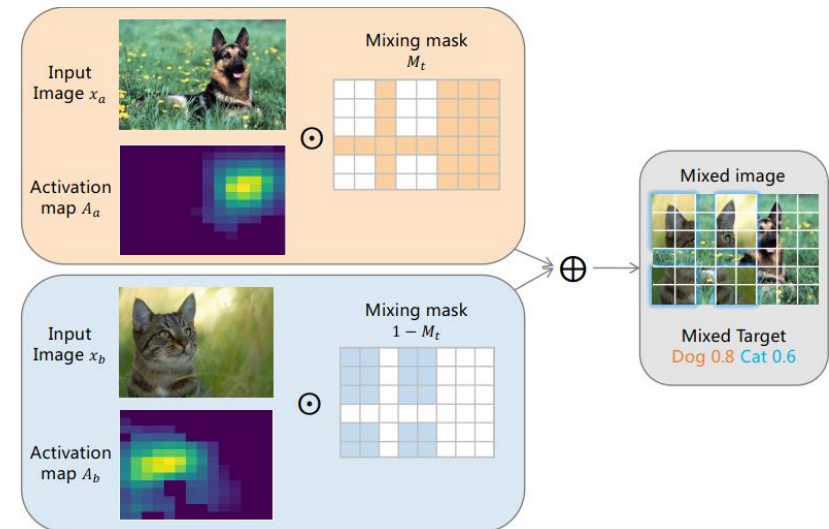 Input
Image x_a
Activation
map A_a
⊙
Mixing mask
M_t
Input
Image x_b
Activation
map A_b
⊙
Mixing mask
1 − M_t
⊕
Mixed image
Mixed Target
Dog 0.8 Cat 0.6